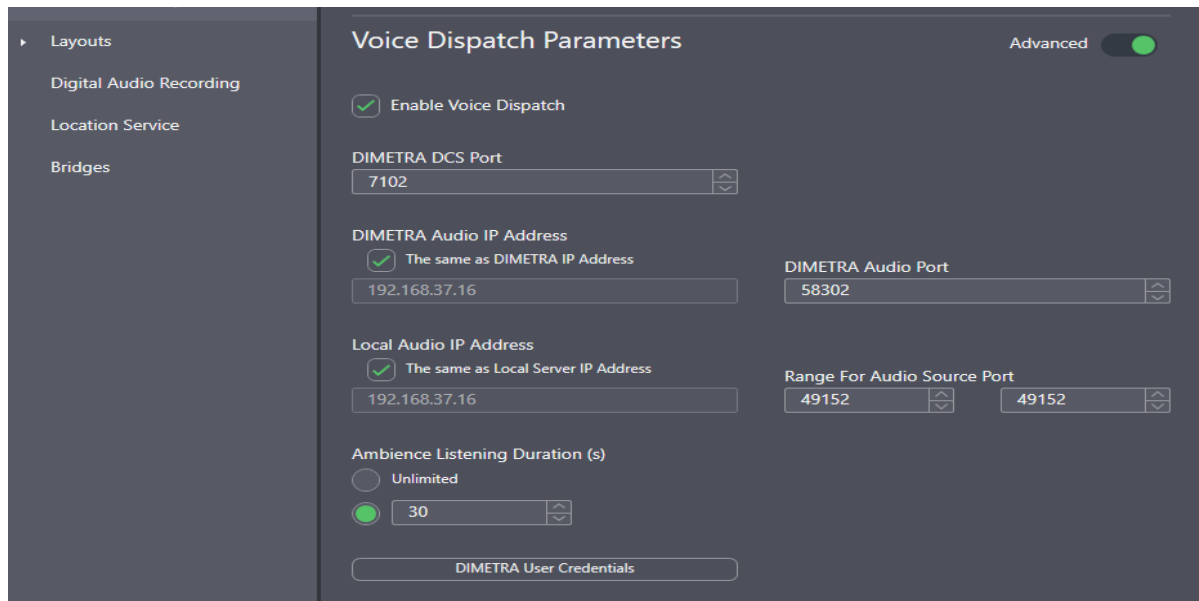 Layouts
Digital Audio Recording
Location Service
Bridges
Voice Dispatch Parameters
Advanced
Enable Voice Dispatch
DIMETRA DCS Port
7102
DIMETRA Audio IP Address
The same as DIMETRA IP Address
192.168.37.16
DIMETRA Audio Port
58302
Local Audio IP Address
The same as Local Server IP Address
192.168.37.16
Range For Audio Source Port
49152 49152
Ambience Listening Duration (s)
Unlimited
30
DIMETRA User Credentials